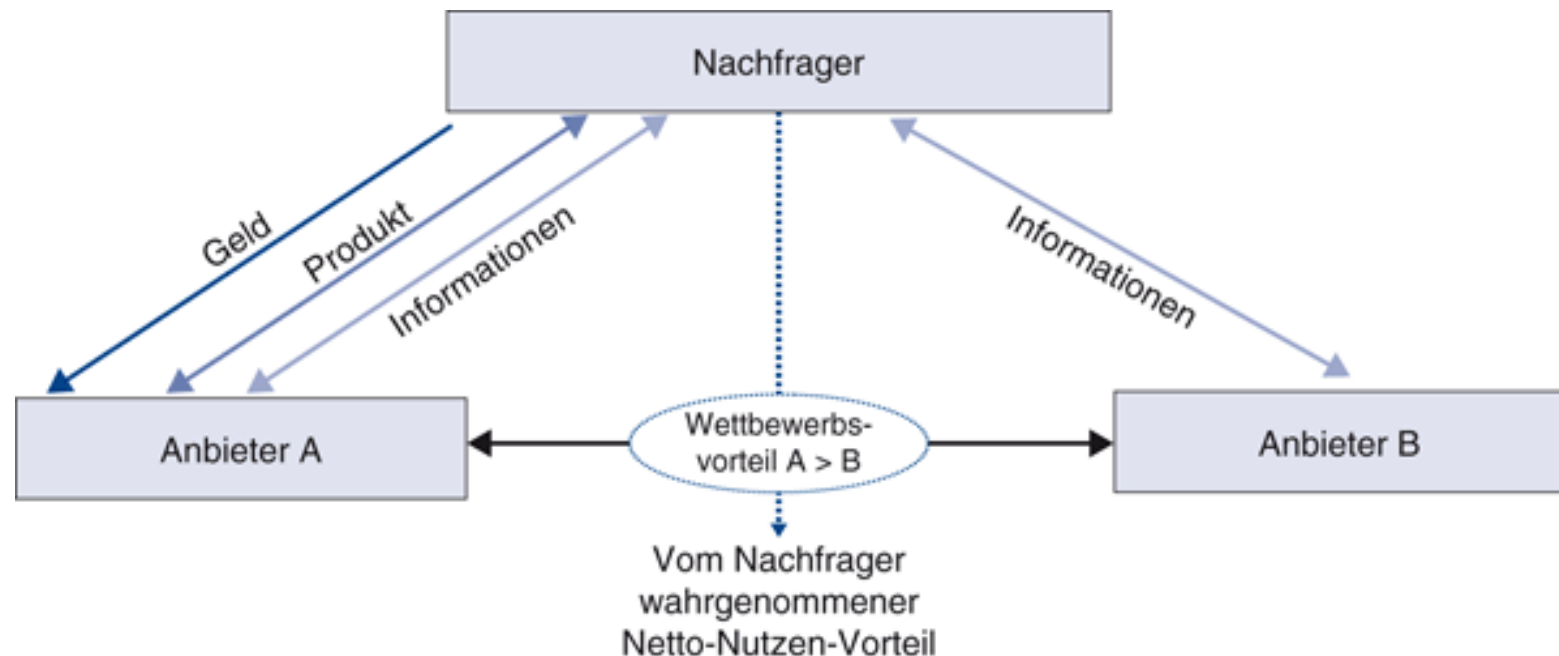 Nachfrager
Geld
Produkt
Informationen
Informationen
Anbieter A
Wettbewerbs-
vorteil A > B
Anbieter B
Vom Nachfrager
wahrgenommener
Netto-Nutzen-Vorteil